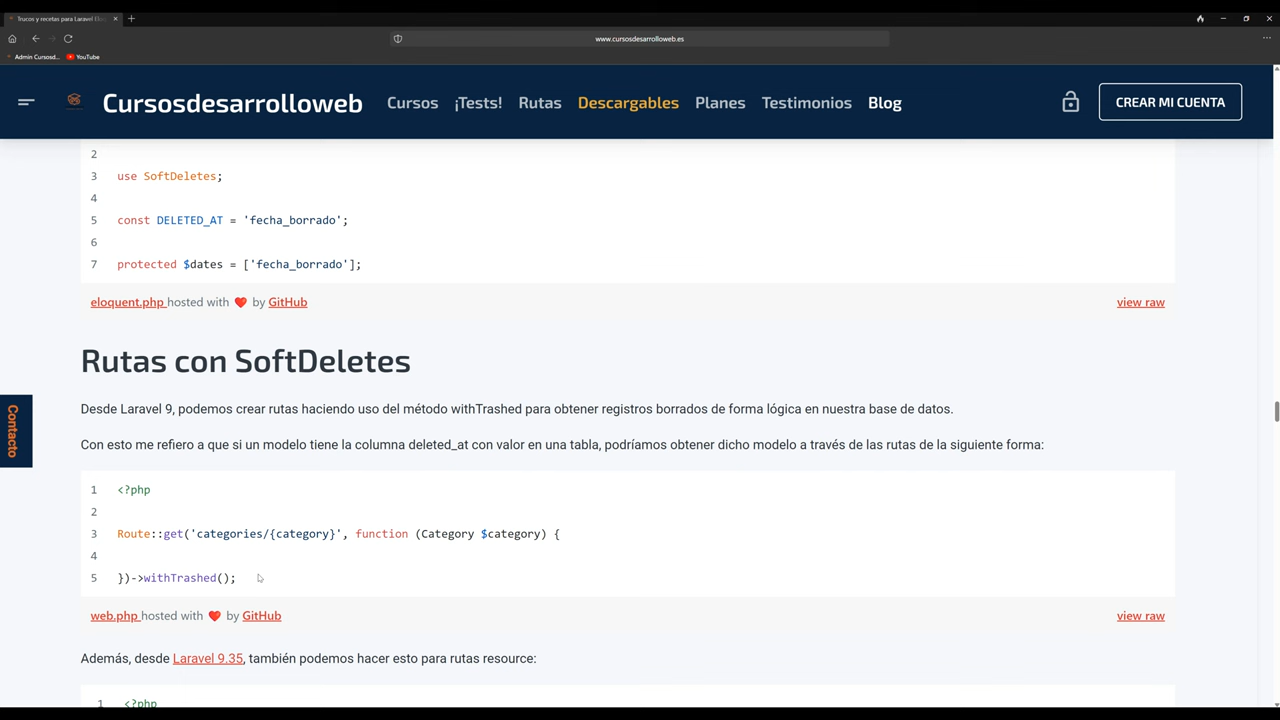 Trucos y recetas para Laravel Elo
www.cursosdesarrolloweb.es
Admin Cursosd...
YouTube
Cursosdesarrolloweb
Cursos
¡Tests!
Rutas
Descargables
Planes
Testimonios
Blog
CREAR MI CUENTA
2
3 use SoftDeletes;
4
5 const DELETED_AT = 'fecha_borrado';
6
7 protected $dates = ['fecha_borrado'];
eloquent.php hosted with ❤ by GitHub
view raw
Rutas con SoftDeletes
Desde Laravel 9, podemos crear rutas haciendo uso del método withTrashed para obtener registros borrados de forma lógica en nuestra base de datos.
Con esto me refiero a que si un modelo tiene la columna deleted_at con valor en una tabla, podríamos obtener dicho modelo a través de las rutas de la siguiente forma:
Contacto
1 <?php
2
3 Route::get('categories/{category}', function (Category $category) {
4
5 })->withTrashed();
web.php hosted with ❤ by GitHub
view raw
Además, desde Laravel 9.35, también podemos hacer esto para rutas resource:
1 <?php